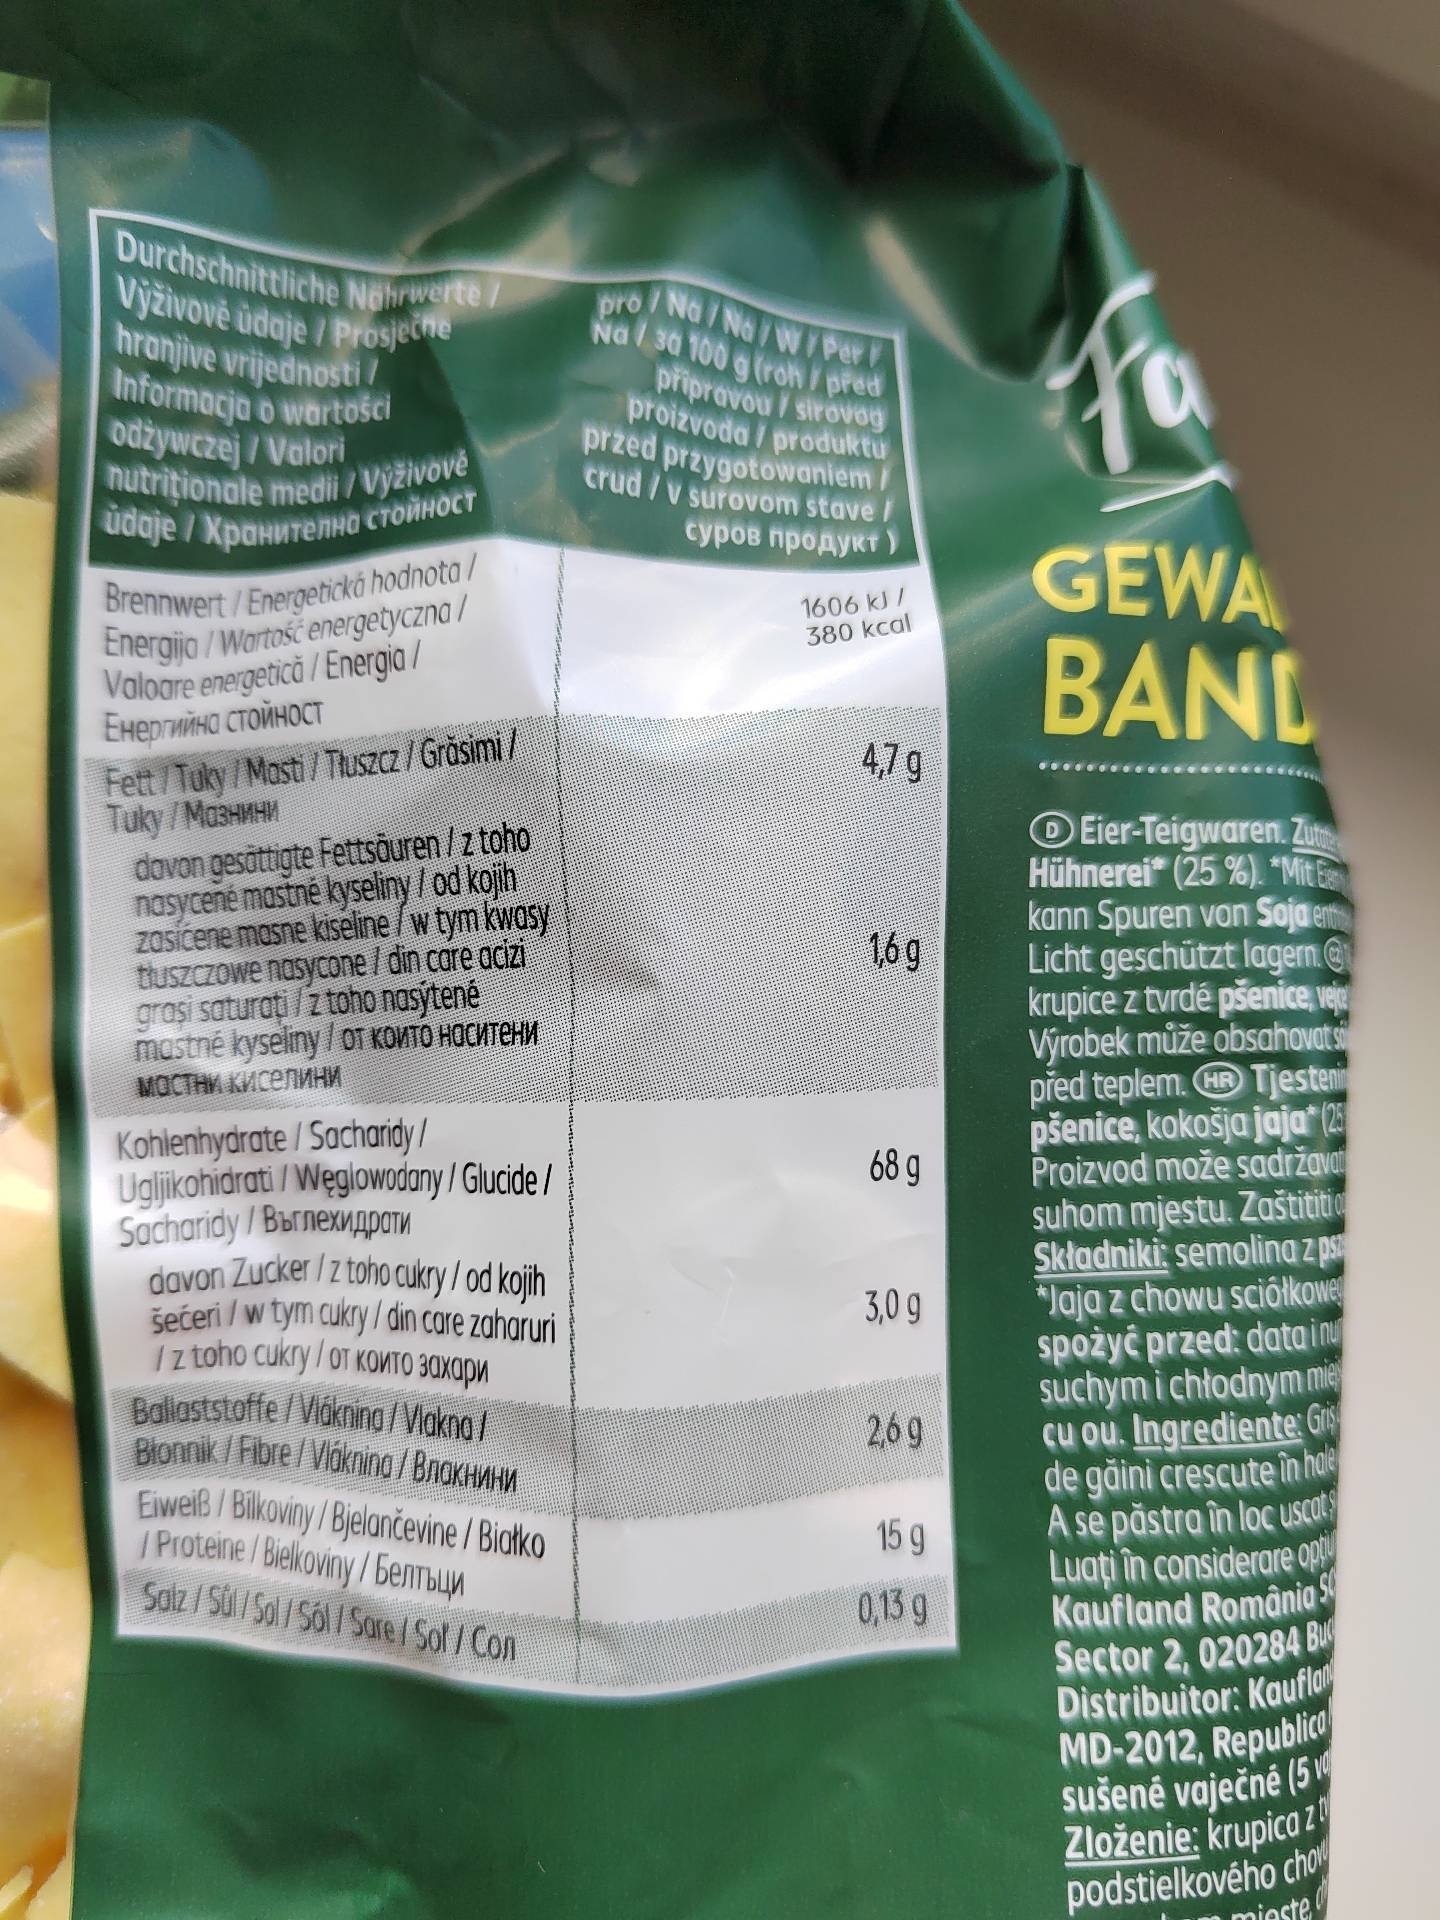 Durchschnittliche Nährwerte /
Výživové údaje / Prosječne
hranjive vrijednosti /
Informacja o wartości
odżywczej / Valori
nutriționale medii / Výživové
údaje / Хранителна стойност
pro / Na / Na / W / Per /
Na / за 100 g (roh / před
přípravou / sirovog
proizvoda / produktu
przed przygotowaniem /
crud / v surovom stave /
суров продукт )
Brennwert / Energetická hodnota /
Energija / Wartość energetyczna /
Valoare energetică / Energia /
Енергийна стойност
1606 kJ /
380 kcal
Fett / Tuky / Masti / Tłuszcz / Grăsimi /
Tuky / Мазнини
4,7 g
davon gesättigte Fettsäuren / z toho
nasycené mastné kyseliny / od kojih
zasićene masne kiseline / w tym kwasy
tłuszczowe nasycone / din care acizi
grași saturați / z toho nasýtené
mastné kyseliny / от които наситени
мастни киселини
1,6 g
Kohlenhydrate / Sacharidy /
Ugljikohidrati / Węglowodany / Glucide /
Sacharidy / Въглехидрати
68 g
davon Zucker / z toho cukry / od kojih
šećeri / w tym cukry / din care zaharuri
/ z toho cukry / от които захари
3,0 g
Ballaststoffe / Vláknina / Vlakna /
Błonnik / Fibre / Vláknina / Влакнини
2,6 g
Eiweiß / Bílkoviny / Bjelančevine / Białko
/ Proteine / Bielkoviny / Белтъци
15 g
Salz / Sůl / Sol / Sól / Sare / Soľ / Сол
0,13 g
GEWA
BAND
D Eier-Teigwaren.
Hühnerei* (25 %). *Mit
kann Spuren von Soja
Licht geschützt lagern. CZ
krupice z tvrdé pšenice, vejce
Výrobek může obsahovat
před teplem. HR
pšenice, kokošja jaja*
Proizvod može
suhom mjestu. Zaštititi
Składniki: semolina z
*Jaja z chowu
spożyć przed: data i
suchym i chłodnym
cu ou. Ingrediente:
de găini crescute în
A se păstra în loc uscat
Luați în considerare
Kaufland România
Sector 2, 020284
Distribuitor: Kaufland
MD-2012, Republica
sušené vaječné (5
Zloženie: krupica z
podstielkového